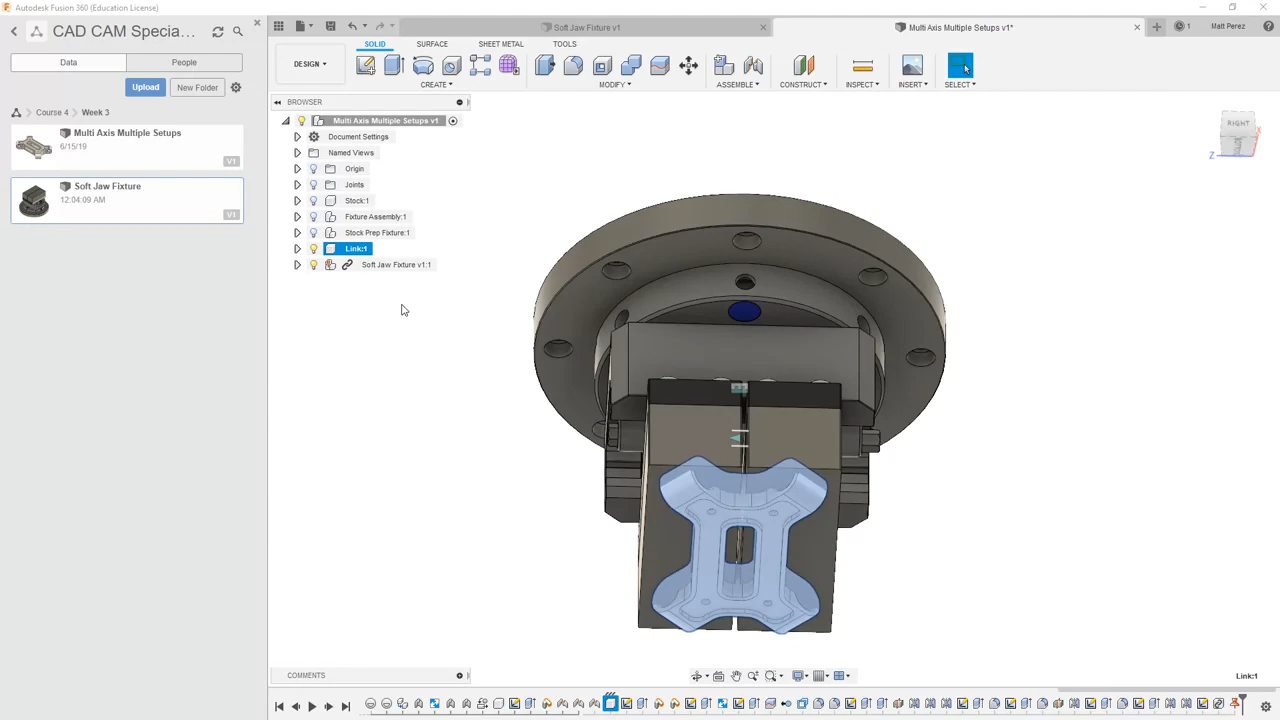 Autodesk Fusion 360 (Education License)
CAD CAM Specia...
Data
People
Upload
New Folder
Course 4
Week 3
Multi Axis Multiple Setups
6/15/19
V1
Soft Jaw Fixture
12:04:09 AM
V1
Soft Jaw Fixture v1
Multi Axis Multiple Setups v1*
1
Matt Perez
SOLID
SURFACE
SHEET METAL
TOOLS
DESIGN
CREATE
MODIFY
ASSEMBLE
CONSTRUCT
INSPECT
INSERT
SELECT
BROWSER
Multi Axis Multiple Setups v1
Document Settings
Named Views
Origin
Joints
Stock:1
Fixture Assembly:1
Stock Prep Fixture:1
Link:1
Soft Jaw Fixture v1:1
RIGHT
Z
COMMENTS
Link:1